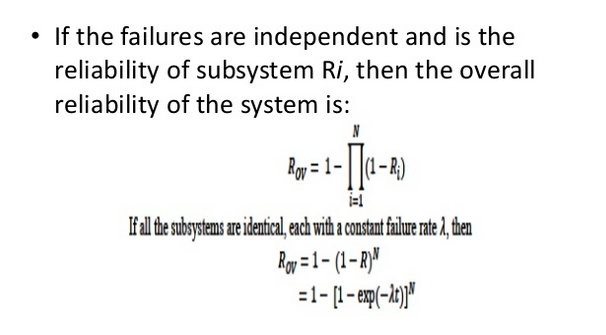 • If the failures are independent and is the
reliability of subsystem Ri, then the overall
reliability of the system is:
R_ov = 1 − ∏_{i=1}^{N} (1 − R_i)
If all the subsystems are identical, each with a constant failure rate λ, then
R_ov = 1 − (1 − R)^N
= 1 − [1 − exp(−λt)]^N